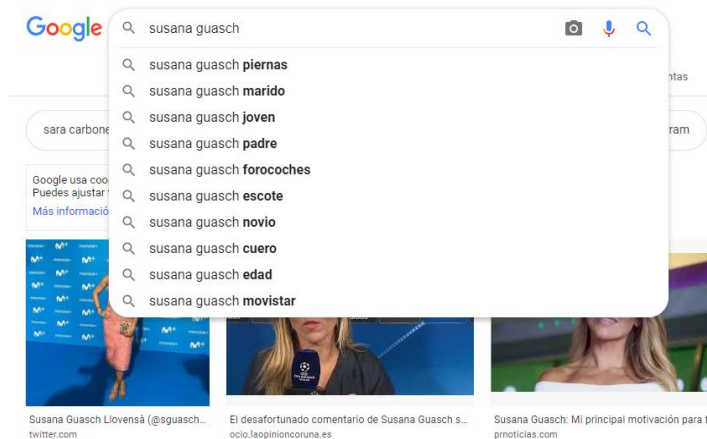 Google susana guasch
susana guasch piernas
susana guasch marido
ntas
susana guasch joven
sara carbone
susana guasch padre
ram
susana guasch forocoches
Google usa coo
Puedes ajustar
susana guasch escote
Más informació
susana guasch novio
susana guasch cuero
susana guasch edad
susana guasch movistar
Susana Guasch Llovensà (@sguasch...
twitter.com
El desafortunado comentario de Susana Guasch s...
ocio.laopinioncoruna.es
Susana Guasch: Mi principal motivación para
prnoticias.com